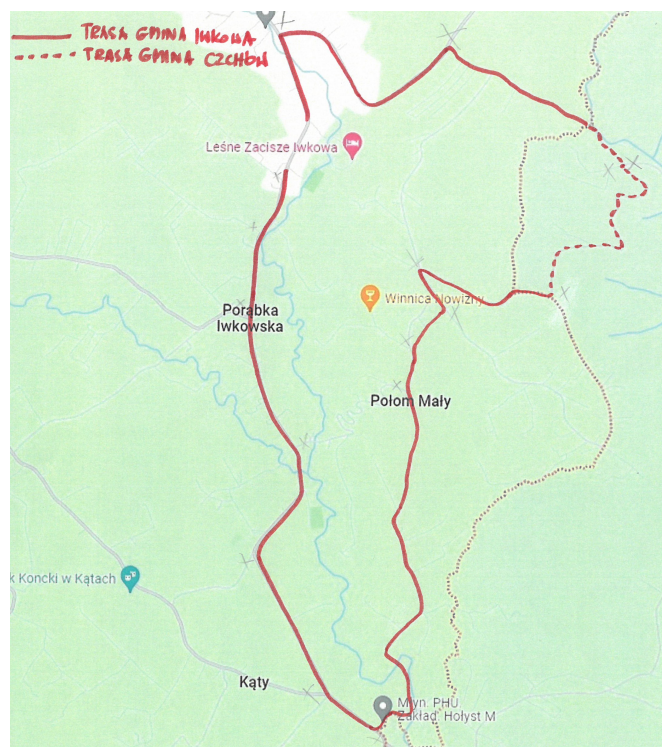 TRASA GMINA IWKOWA
TRASA GMINA CZCHÓW
Leśne Zacisze Iwkowa
Winnica Nowizny
Porąbka
Iwkowska
Połom Mały
k Koncki w Kątach
Kąty
Młyn. PHU
Zakład. Hołyst M